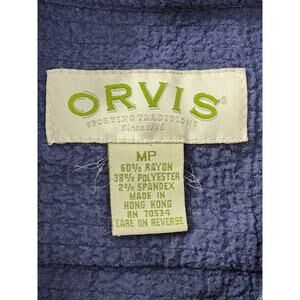 ORVIS®
SPORTING TRADITIONS
Since 1856
MP
60% RAYON
38% POLYESTER
2% SPANDEX
MADE IN
HONG KONG
RN 70534
CARE ON REVERSE